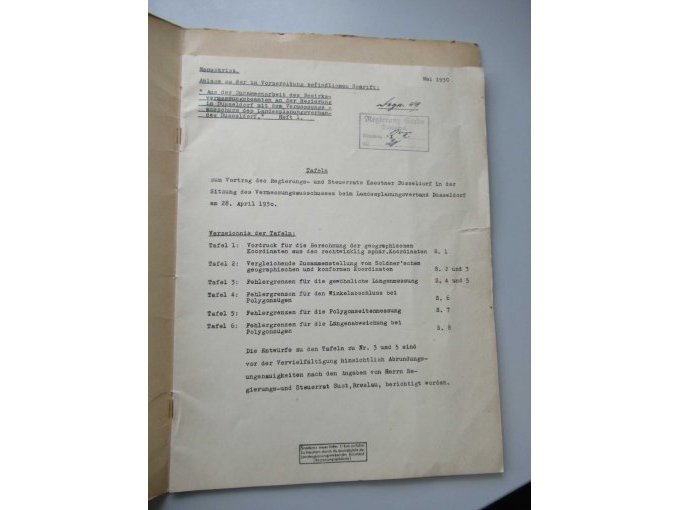 Manuskript.
Mai 1930
Anlage zu der in Vorbereitung befindlichen Schrift:
" Aus der Zusammenarbeit des Bezirks-
vermessungsbeamten an der Regierung
in Düsseldorf mit dem Vermessungs
ausschuss des Landesplanungsverban-
des Düsseldorf." Heft 1.
Regierung
Tafeln
zum Vortrag des Regierungs- und Steuerrats Koestner Düsseldorf in der
Sitzung des Vermessungsausschusses beim Landesplanungsverband Düsseldorf
am 28. April 1930.
Verzeichnis der Tafeln:
Tafel 1: Vordruck für die Berechnung der geographischen
Koordinaten aus den rechtwinklig sphär.Koordinaten S. 1
Tafel 2: Vergleichende Zusammenstellung von Soldner'schen
geographischen und konformen Koordinaten S. 2 und 3
Tafel 3: Fehlergrenzen für die gewöhnliche Längenmessung S. 4 und 5
Tafel 4: Fehlergrenzen für den Winkelabschluss bei
Polygonzügen S. 6
Tafel 5: Fehlergrenzen für die Polygonseitenmessung S. 7
Tafel 6: Fehlergrenzen für die Längenabweichung bei
Polygonzügen S. 8
Die Entwürfe zu den Tafeln zu Nr. 3 und 5 sind
vor der Vervielfältigung hinsichtlich Abrundungs-
ungenauigkeiten nach den Angaben von Herrn Re-
gierungs-und Steuerrat Sust, Breslau, berichtigt worden.